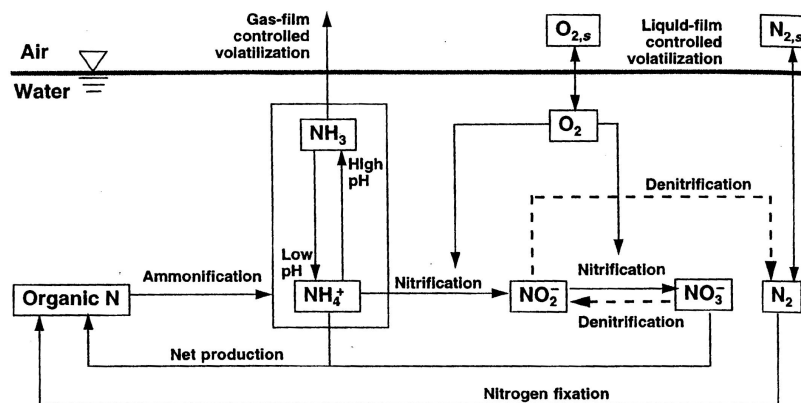 Gas-film
controlled
volatilization
O2,s
Liquid-film
controlled
volatilization
N2,s
Air
Water
NH3
O2
High
pH
Denitrification
Low
pH
Ammonification
Nitrification
Nitrification
Organic N
NH4+
NO2−
NO3−
N2
Denitrification
Net production
Nitrogen fixation